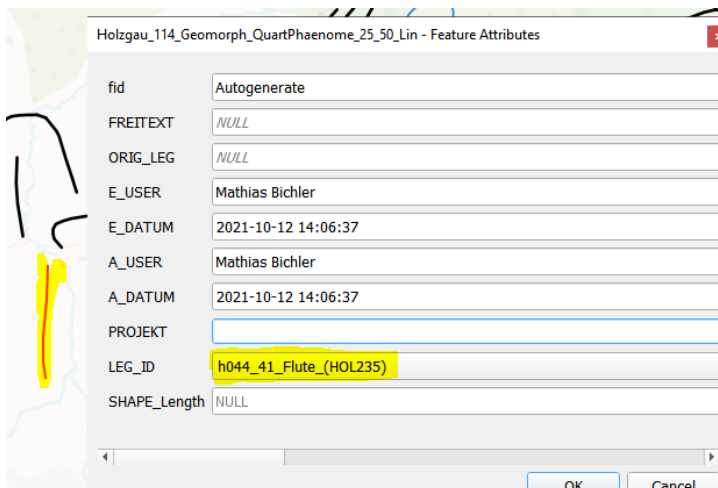 Holzgau_114_Geomorph_QuartPhaenome_25_50_Lin - Feature Attributes
fid Autogenerate
FREITEXT NULL
ORIG_LEG NULL
E_USER Mathias Bichler
E_DATUM 2021-10-12 14:06:37
A_USER Mathias Bichler
A_DATUM 2021-10-12 14:06:37
PROJEKT
LEG_ID h044_41_Flute_(HOL235)
SHAPE_Length NULL
OK Cancel